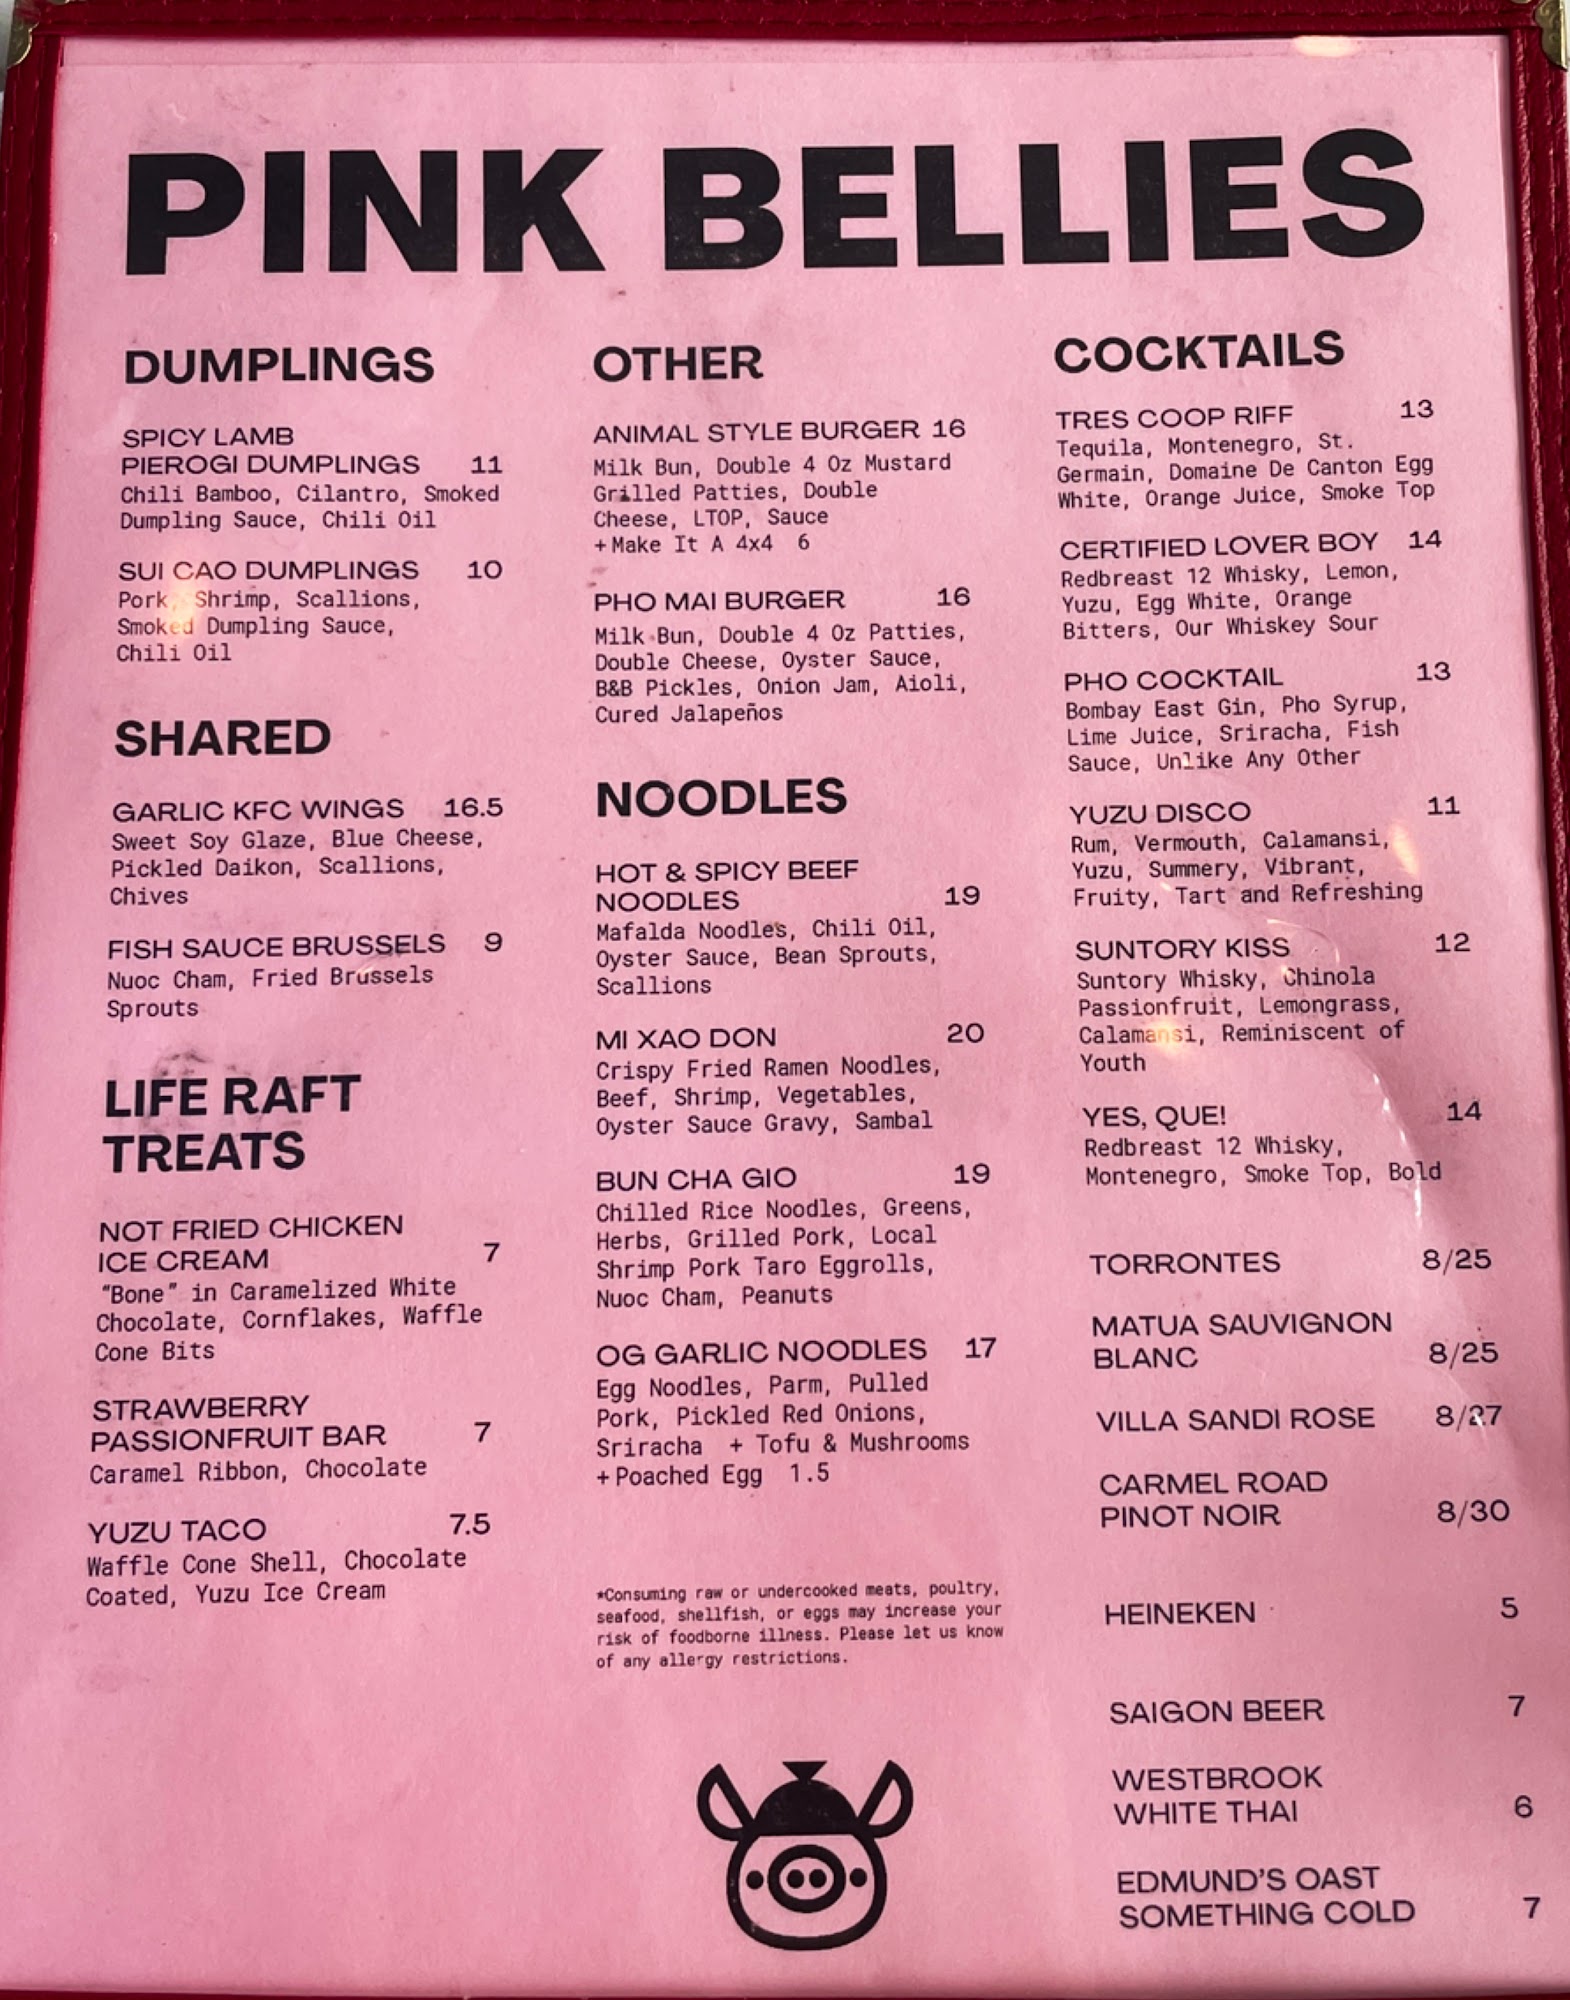 PINK BELLIES
DUMPLINGS
SPICY LAMB
PIEROGI DUMPLINGS 11
Chili Bamboo, Cilantro, Smoked
Dumpling Sauce, Chili Oil
SUI CAO DUMPLINGS 10
Pork, Shrimp, Scallions,
Smoked Dumpling Sauce,
Chili Oil
SHARED
GARLIC KFC WINGS 16.5
Sweet Soy Glaze, Blue Cheese,
Pickled Daikon, Scallions,
Chives
FISH SAUCE BRUSSELS 9
Nuoc Cham, Fried Brussels
Sprouts
LIFE RAFT
TREATS
NOT FRIED CHICKEN
ICE CREAM 7
"Bone" in Caramelized White
Chocolate, Cornflakes, Waffle
Cone Bits
STRAWBERRY
PASSIONFRUIT BAR 7
Caramel Ribbon, Chocolate
YUZU TACO 7.5
Waffle Cone Shell, Chocolate
Coated, Yuzu Ice Cream
OTHER
ANIMAL STYLE BURGER 16
Milk Bun, Double 4 Oz Mustard
Grilled Patties, Double
Cheese, LTOP, Sauce
+Make It A 4x4 6
PHO MAI BURGER 16
Milk Bun, Double 4 Oz Patties,
Double Cheese, Oyster Sauce,
B&B Pickles, Onion Jam, Aioli,
Cured Jalapeños
NOODLES
HOT & SPICY BEEF
NOODLES 19
Mafalda Noodles, Chili Oil,
Oyster Sauce, Bean Sprouts,
Scallions
MI XAO DON 20
Crispy Fried Ramen Noodles,
Beef, Shrimp, Vegetables,
Oyster Sauce Gravy, Sambal
BUN CHA GIO 19
Chilled Rice Noodles, Greens,
Herbs, Grilled Pork, Local
Shrimp Pork Taro Eggrolls,
Nuoc Cham, Peanuts
OG GARLIC NOODLES 17
Egg Noodles, Parm, Pulled
Pork, Pickled Red Onions,
Sriracha + Tofu & Mushrooms
+Poached Egg 1.5
*Consuming raw or undercooked meats, poultry,
seafood, shellfish, or eggs may increase your
risk of foodborne illness. Please let us know
of any allergy restrictions.
COCKTAILS
TRES COOP RIFF 13
Tequila, Montenegro, St.
Germain, Domaine De Canton Egg
White, Orange Juice, Smoke Top
CERTIFIED LOVER BOY 14
Redbreast 12 Whisky, Lemon,
Yuzu, Egg White, Orange
Bitters, Our Whiskey Sour
PHO COCKTAIL 13
Bombay East Gin, Pho Syrup,
Lime Juice, Sriracha, Fish
Sauce, Unlike Any Other
YUZU DISCO 11
Rum, Vermouth, Calamansi,
Yuzu, Summery, Vibrant,
Fruity, Tart and Refreshing
SUNTORY KISS 12
Suntory Whisky, Chinola
Passionfruit, Lemongrass,
Calamansi, Reminiscent of
Youth
YES, QUE! 14
Redbreast 12 Whisky,
Montenegro, Smoke Top, Bold
TORRONTES 8/25
MATUA SAUVIGNON
BLANC 8/25
VILLA SANDI ROSE 8/27
CARMEL ROAD
PINOT NOIR 8/30
HEINEKEN 5
SAIGON BEER 7
WESTBROOK
WHITE THAI 6
EDMUND'S OAST
SOMETHING COLD 7